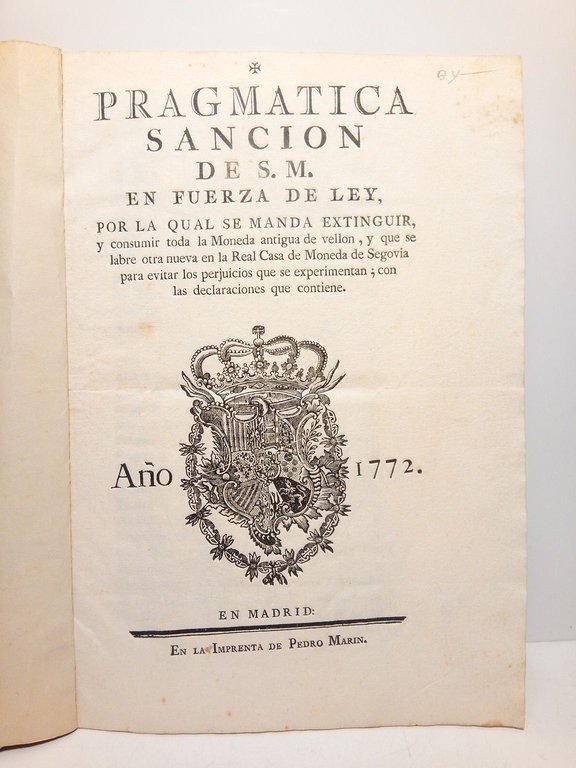 PRAGMATICA
SANCION
DE S. M.
EN FUERZA DE LEY,
POR LA QUAL SE MANDA EXTINGUIR,
y consumir toda la Moneda antigua de vellon, y que se
labre otra nueva en la Real Casa de Moneda de Segovia
para evitar los perjuicios que se experimentan; con
las declaraciones que contiene.
Año 1772.
EN MADRID:
EN LA IMPRENTA DE PEDRO MARIN.